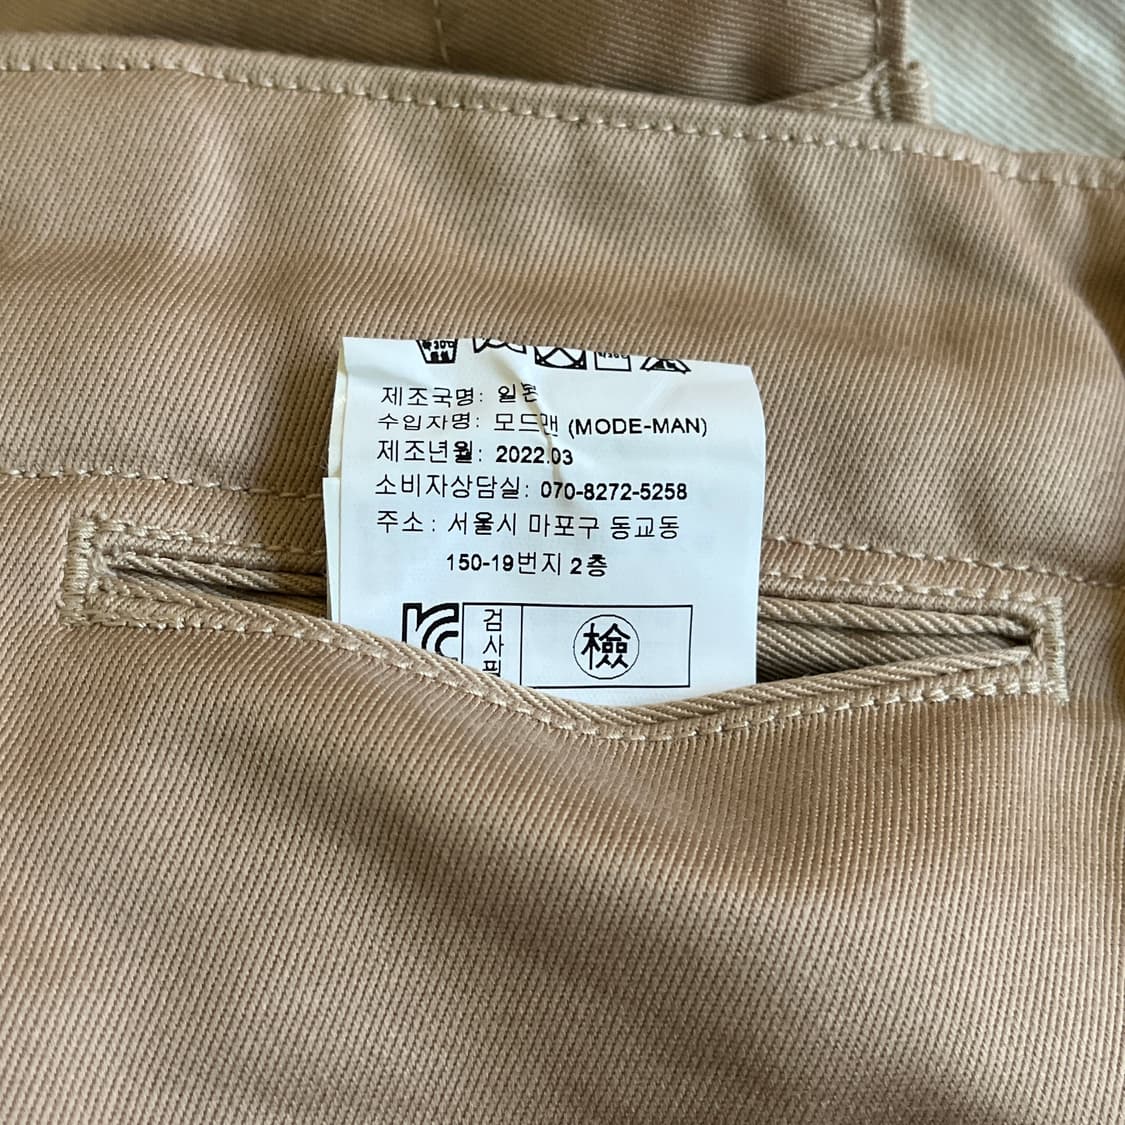 제조국명: 일본
수입자명: 모드맨 (MODE-MAN)
제조년월: 2022.03
소비자상담실: 070-8272-5258
주소 : 서울시 마포구 동교동
150-19번지 2층
검사필
檢